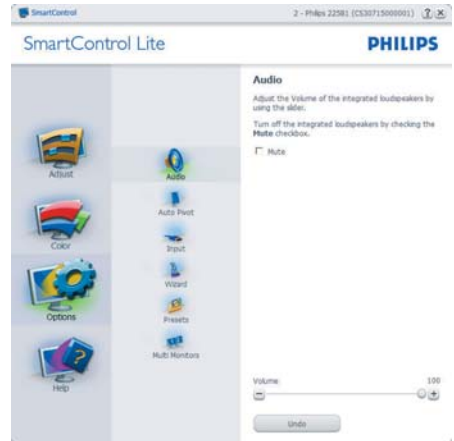 SmartControl
2 - Philips 225B1 (CS30715000001)
SmartControl Lite
PHILIPS
Adjust
Color
Options
Help
Audio
Auto Pivot
Input
Wizard
Presets
Multi Monitors
Audio
Adjust the Volume of the integrated loudspeakers by
using the slider.
Turn off the integrated loudspeakers by checking the
Mute checkbox.
Mute
Volume
100
Undo